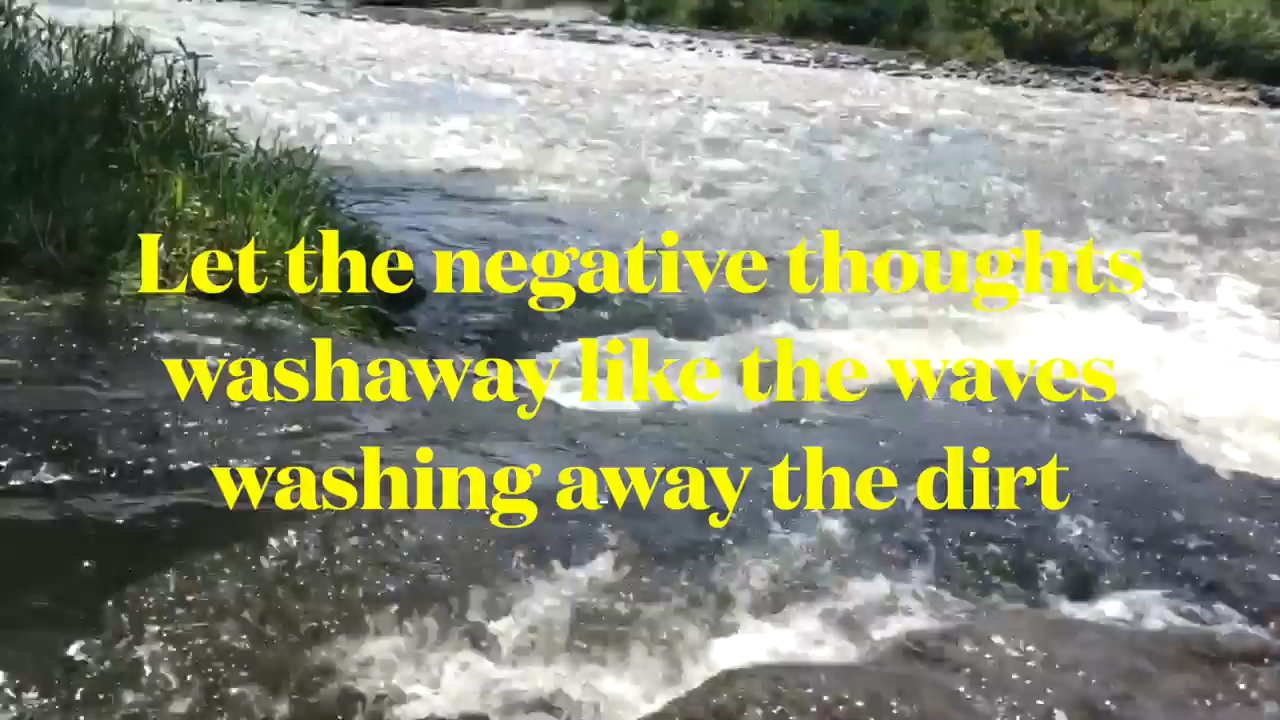 Let the negative thoughts
washaway like the waves
washing away the dirt